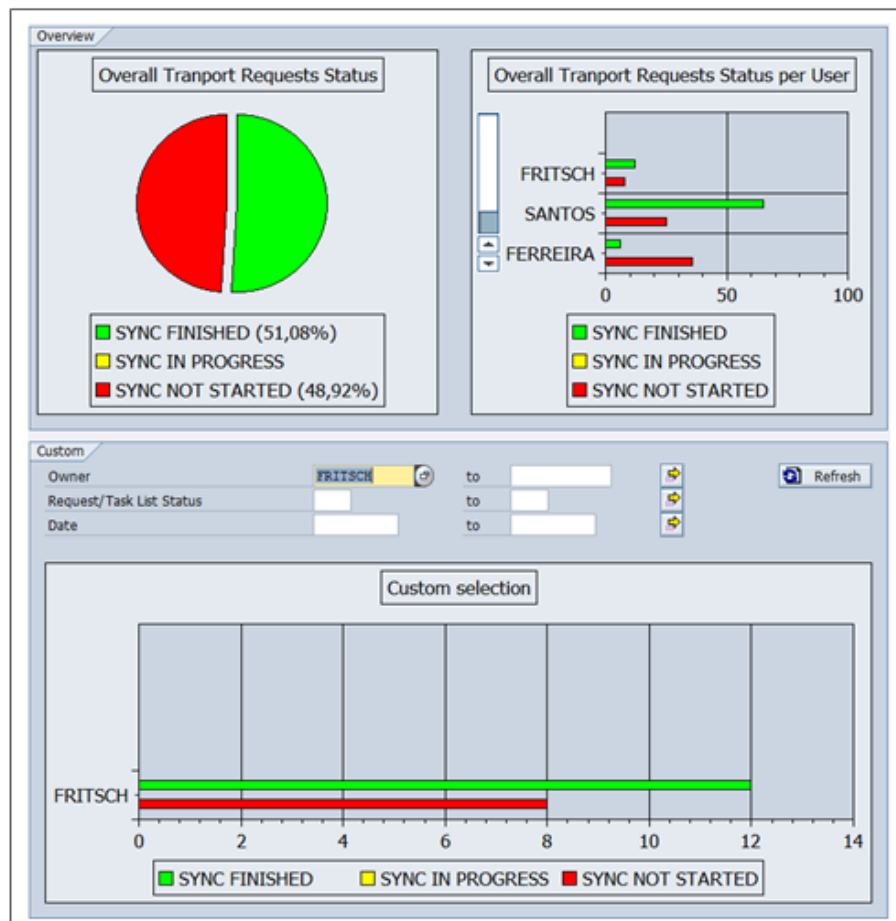 Overview
Overall Tranport Requests Status
SYNC FINISHED (51,08%)
SYNC IN PROGRESS
SYNC NOT STARTED (48,92%)
Overall Tranport Requests Status per User
FRITSCH
SANTOS
FERREIRA
0 50 100
SYNC FINISHED
SYNC IN PROGRESS
SYNC NOT STARTED
Custom
Owner FRITSCH to Refresh
Request/Task List Status to
Date to
Custom selection
FRITSCH
0 2 4 6 8 10 12 14
SYNC FINISHED SYNC IN PROGRESS SYNC NOT STARTED